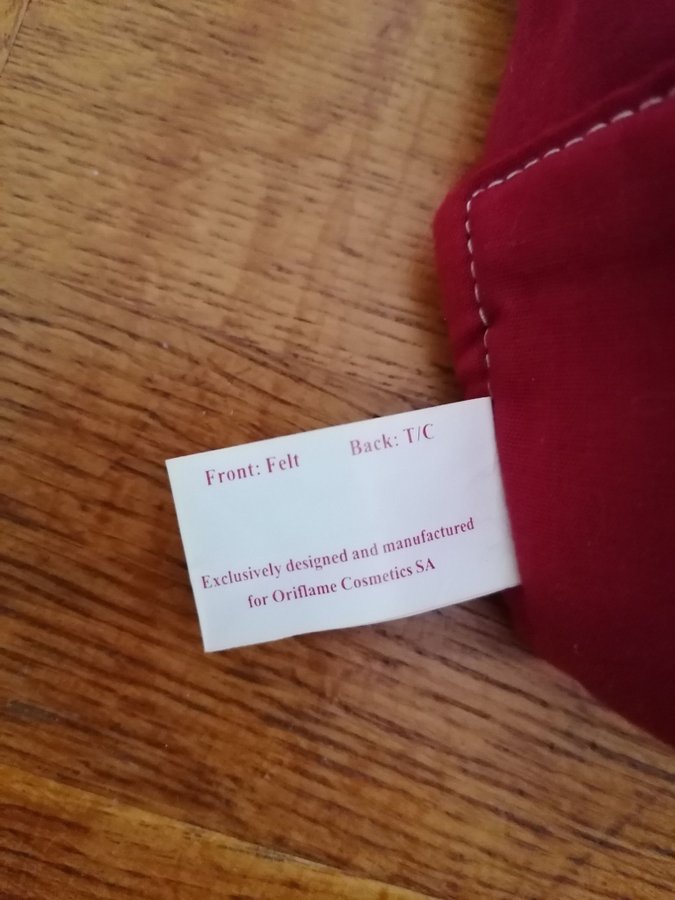 Front: Felt Back: T/C
Exclusively designed and manufactured
for Oriflame Cosmetics SA